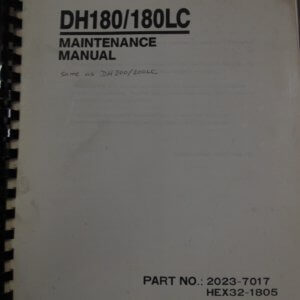 DH180/180LC
MAINTENANCE
MANUAL
Same as DH200/200LC
PART NO.: 2023-7017
HEX32-1805